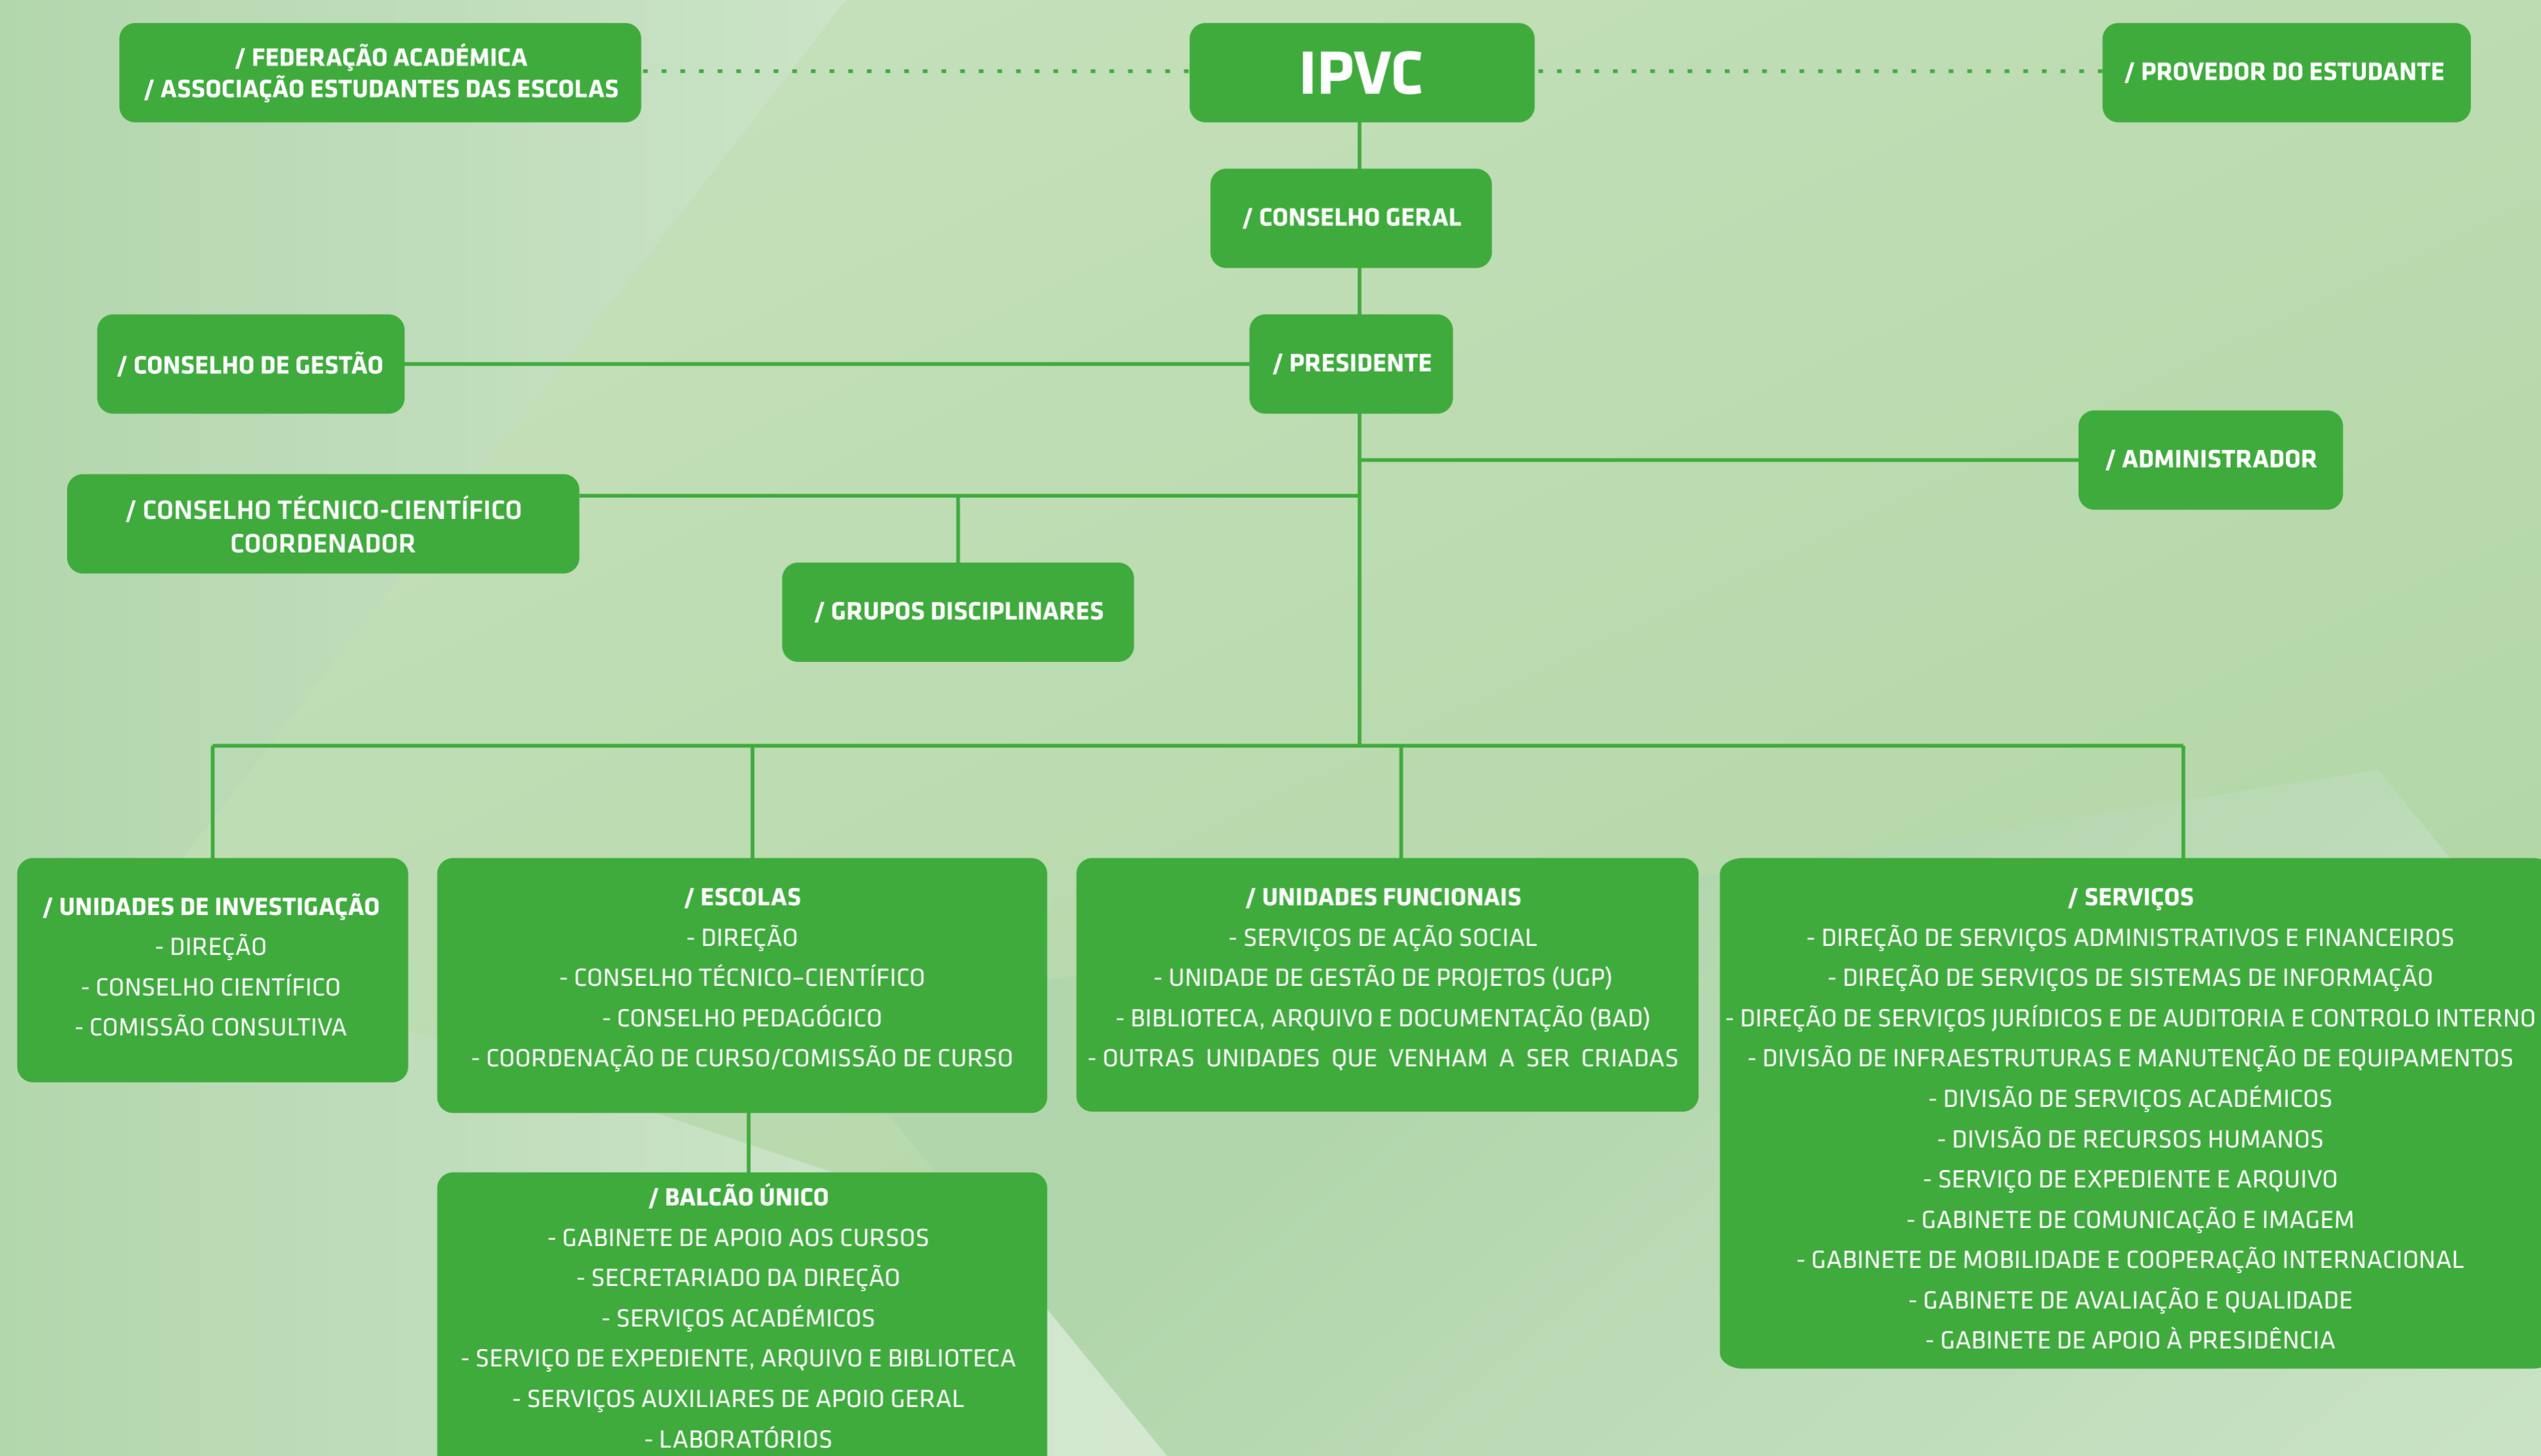 / FEDERAÇÃO ACADÉMICA
/ ASSOCIAÇÃO ESTUDANTES DAS ESCOLAS
IPVC
/ PROVEDOR DO ESTUDANTE
/ CONSELHO GERAL
/ CONSELHO DE GESTÃO
/ PRESIDENTE
/ ADMINISTRADOR
/ CONSELHO TÉCNICO-CIENTÍFICO
COORDENADOR
/ GRUPOS DISCIPLINARES
/ UNIDADES DE INVESTIGAÇÃO
- DIREÇÃO
- CONSELHO CIENTÍFICO
- COMISSÃO CONSULTIVA
/ ESCOLAS
- DIREÇÃO
- CONSELHO TÉCNICO-CIENTÍFICO
- CONSELHO PEDAGÓGICO
- COORDENAÇÃO DE CURSO/COMISSÃO DE CURSO
/ BALCÃO ÚNICO
- GABINETE DE APOIO AOS CURSOS
- SECRETARIADO DA DIREÇÃO
- SERVIÇOS ACADÉMICOS
- SERVIÇO DE EXPEDIENTE, ARQUIVO E BIBLIOTECA
- SERVIÇOS AUXILIARES DE APOIO GERAL
- LABORATÓRIOS
/ UNIDADES FUNCIONAIS
- SERVIÇOS DE AÇÃO SOCIAL
- UNIDADE DE GESTÃO DE PROJETOS (UGP)
- BIBLIOTECA, ARQUIVO E DOCUMENTAÇÃO (BAD)
- OUTRAS UNIDADES QUE VENHAM A SER CRIADAS
/ SERVIÇOS
- DIREÇÃO DE SERVIÇOS ADMINISTRATIVOS E FINANCEIROS
- DIREÇÃO DE SERVIÇOS DE SISTEMAS DE INFORMAÇÃO
- DIREÇÃO DE SERVIÇOS JURÍDICOS E DE AUDITORIA E CONTROLO INTERNO
- DIVISÃO DE INFRAESTRUTURAS E MANUTENÇÃO DE EQUIPAMENTOS
- DIVISÃO DE SERVIÇOS ACADÉMICOS
- DIVISÃO DE RECURSOS HUMANOS
- SERVIÇO DE EXPEDIENTE E ARQUIVO
- GABINETE DE COMUNICAÇÃO E IMAGEM
- GABINETE DE MOBILIDADE E COOPERAÇÃO INTERNACIONAL
- GABINETE DE AVALIAÇÃO E QUALIDADE
- GABINETE DE APOIO À PRESIDÊNCIA